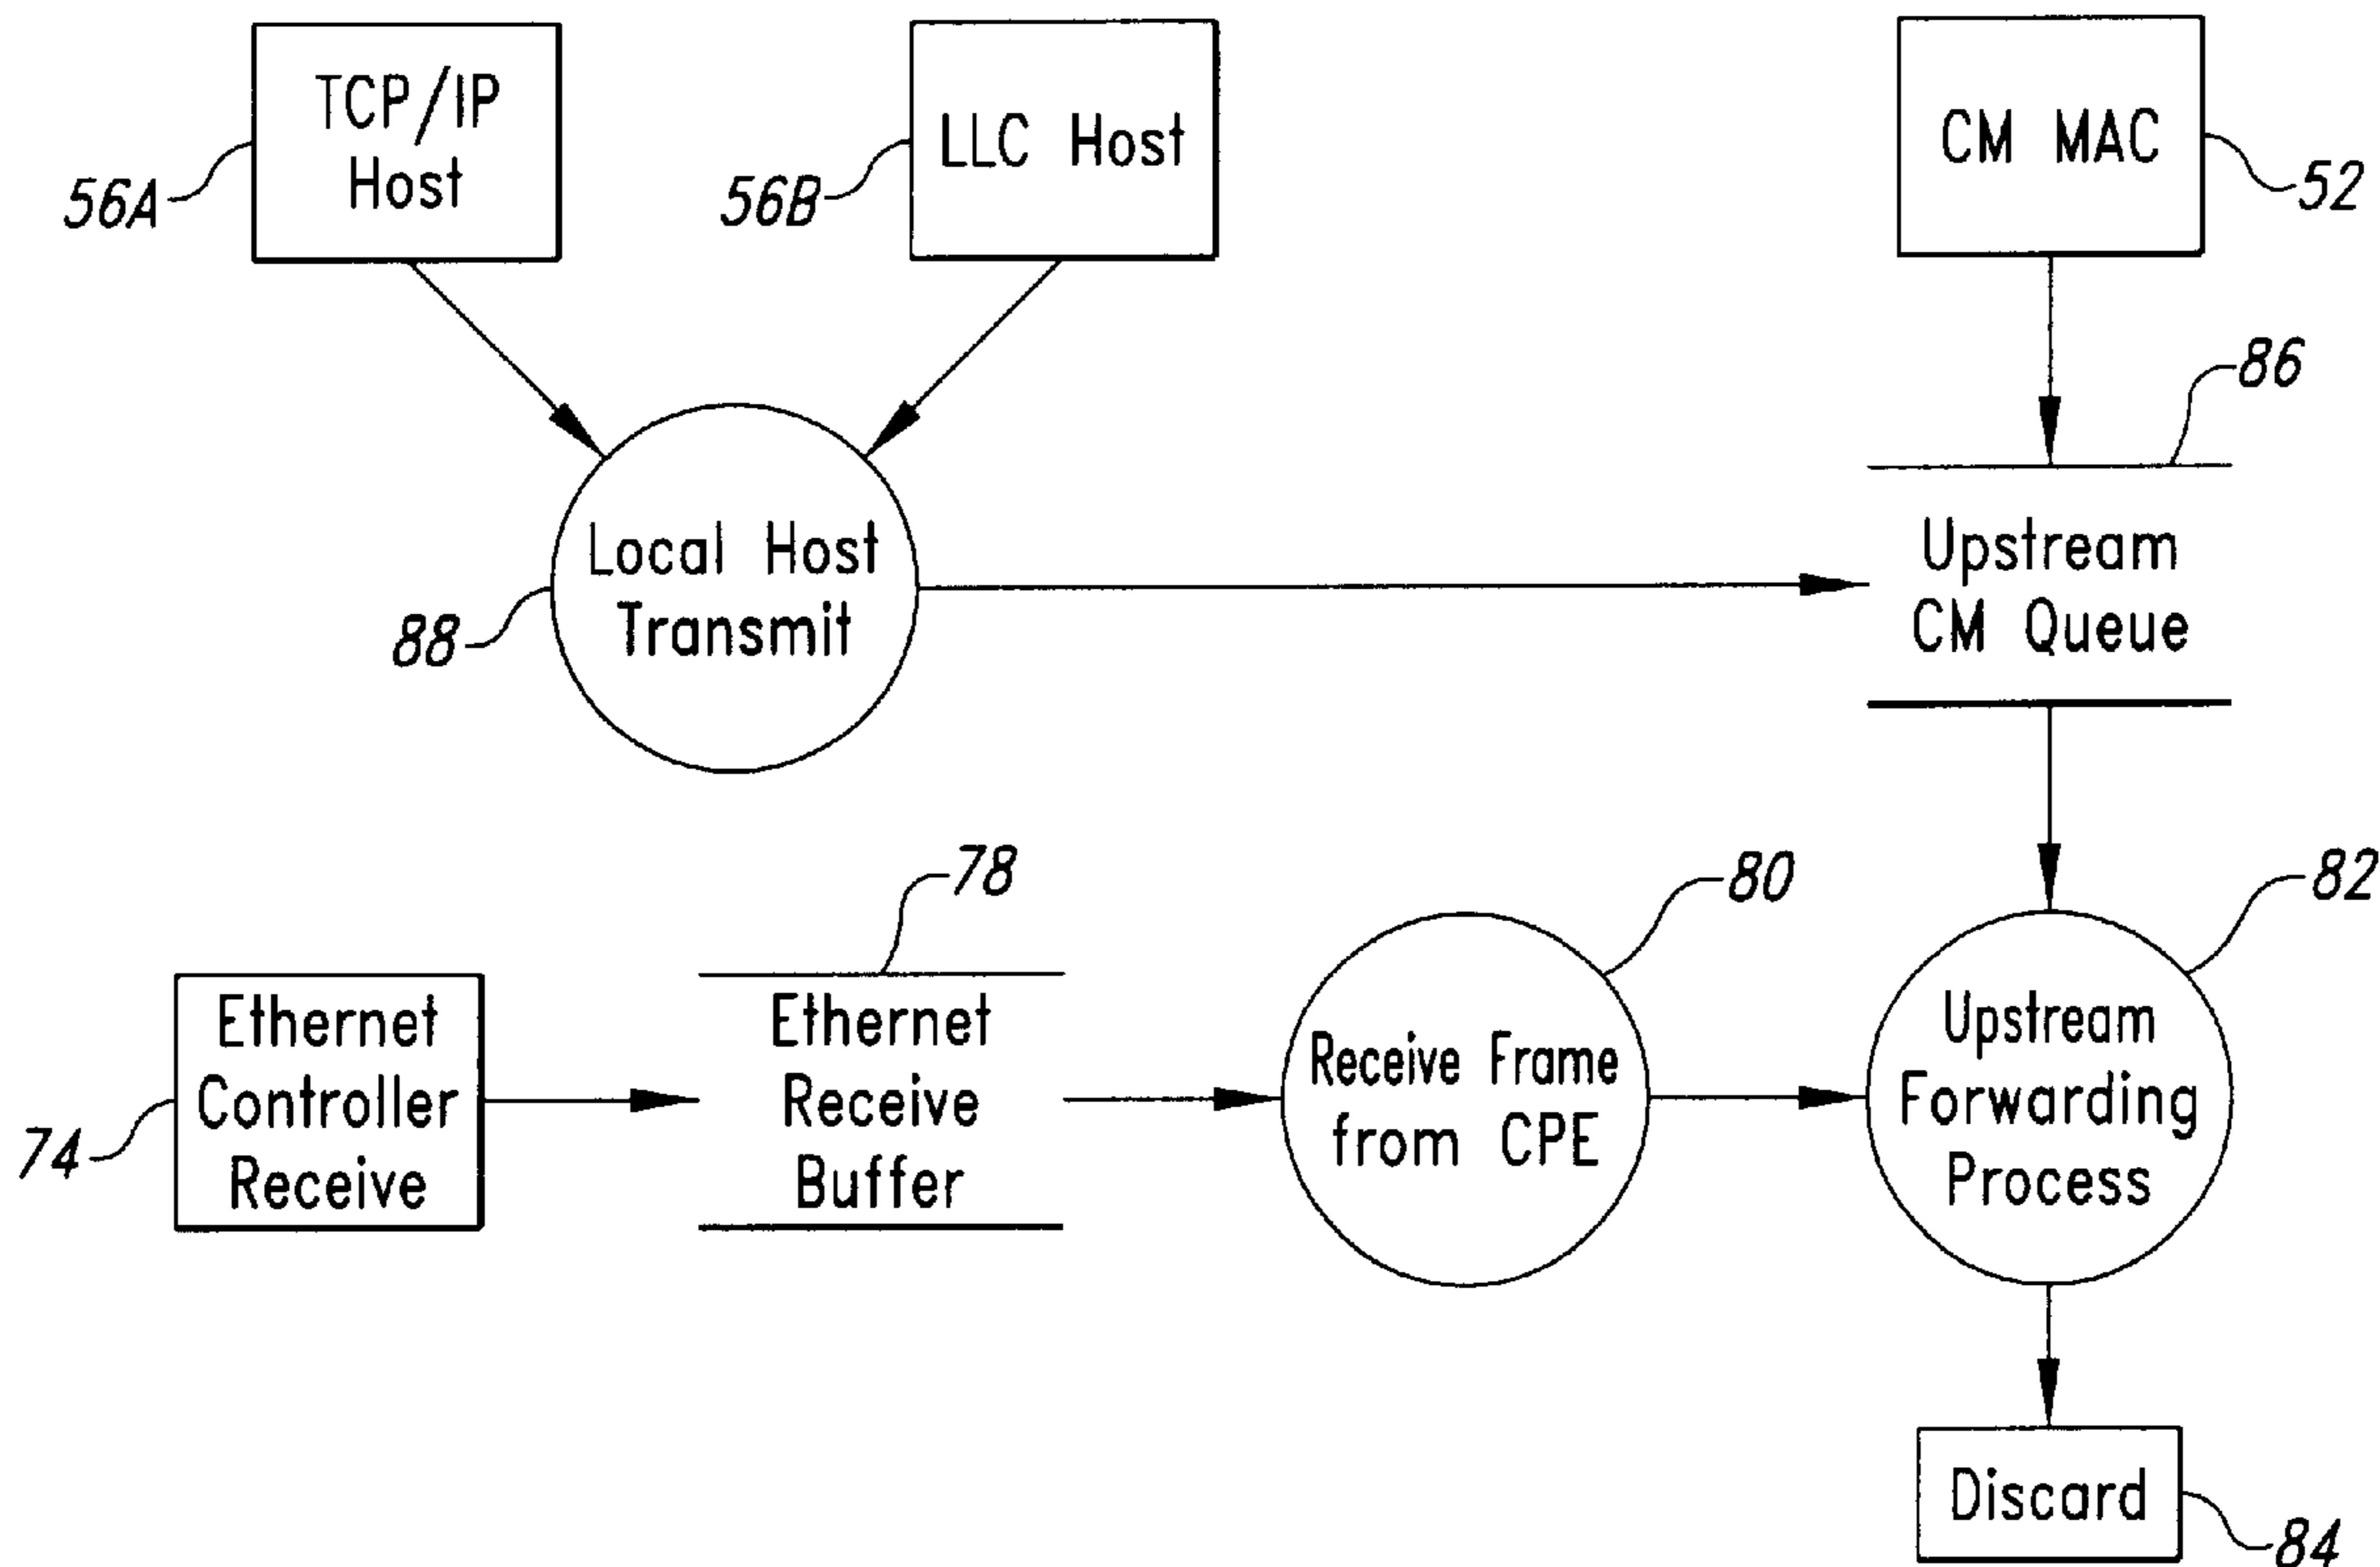 TCP/IP
Host
56A
LLC Host
56B
CM MAC
52
86
Local Host
Transmit
88
Upstream
CM Queue
78
80
82
Ethernet
Controller
Receive
74
Ethernet
Receive
Buffer
Receive Frame
from CPE
Upstream
Forwarding
Process
Discard
84